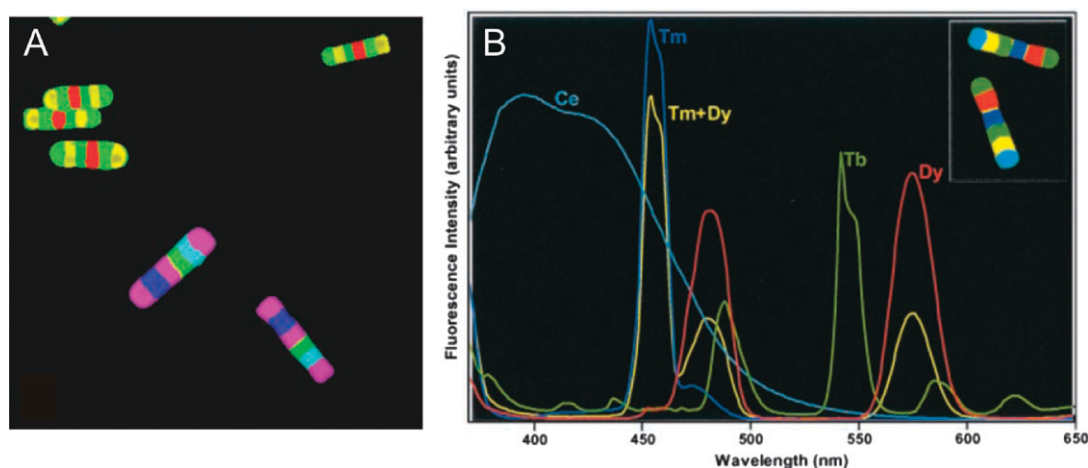 A
B
Tm
Ce
Tm+Dy
Tb
Dy
Fluorescence Intensity (arbitrary units)
400
450
500
550
600
650
Wavelength (nm)